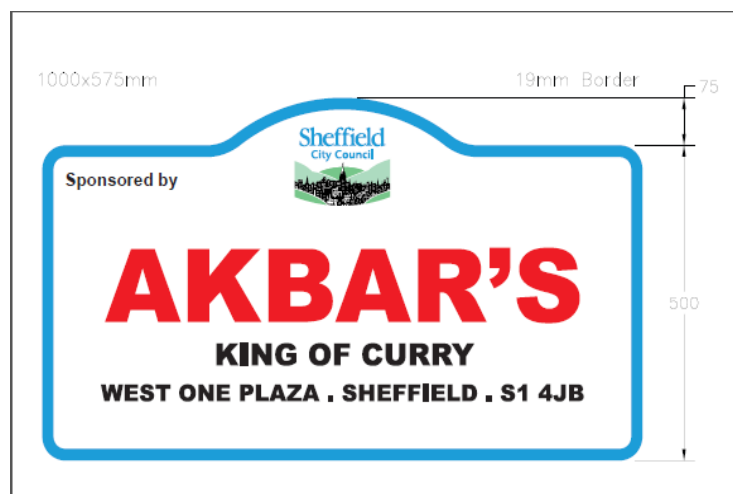 1000x575mm
19mm Border
75
Sheffield
City Council
Sponsored by
AKBAR'S
500
KING OF CURRY
WEST ONE PLAZA . SHEFFIELD . S1 4JB